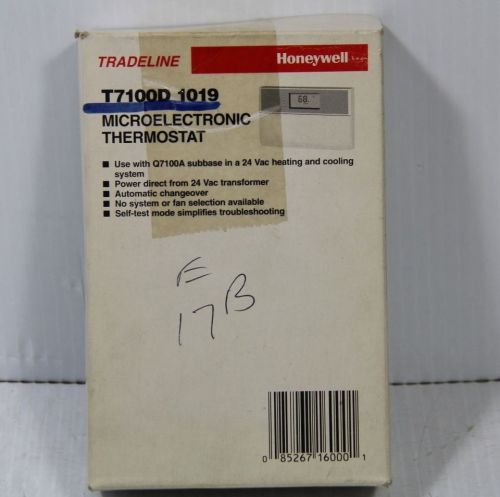 TRADELINE
Honeywell
T7100D 1019
MICROELECTRONIC
THERMOSTAT
68.°
■ Use with Q7100A subbase in a 24 Vac heating and cooling
system
■ Power direct from 24 Vac transformer
■ Automatic changeover
■ No system or fan selection available
■ Self-test mode simplifies troubleshooting
F
17B
0 85267 16000 1